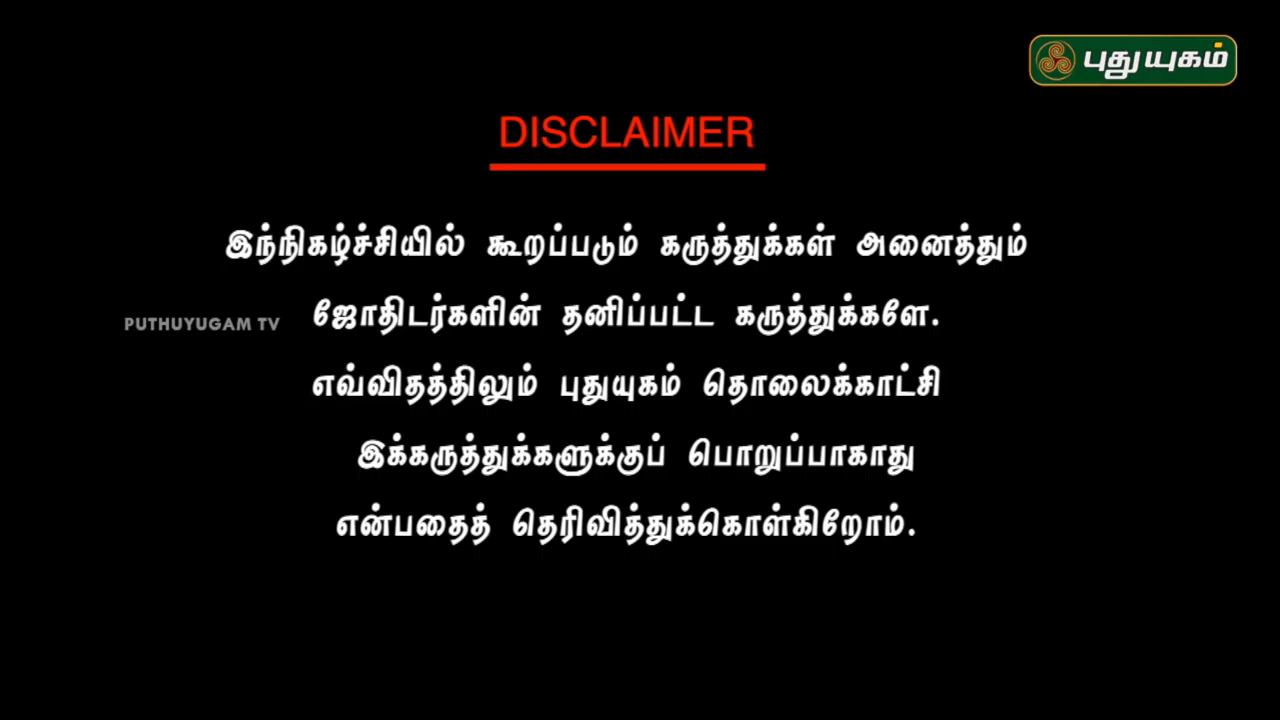 புதுயுகம்
DISCLAIMER
இந்நிகழ்ச்சியில் கூறப்படும் கருத்துக்கள் அனைத்தும்
PUTHUYUGAM TV
ஜோதிடர்களின் தனிப்பட்ட கருத்துக்களே.
எவ்விதத்திலும் புதுயுகம் தொலைக்காட்சி
இக்கருத்துக்களுக்குப் பொறுப்பாகாது
என்பதைத் தெரிவித்துக்கொள்கிறோம்.